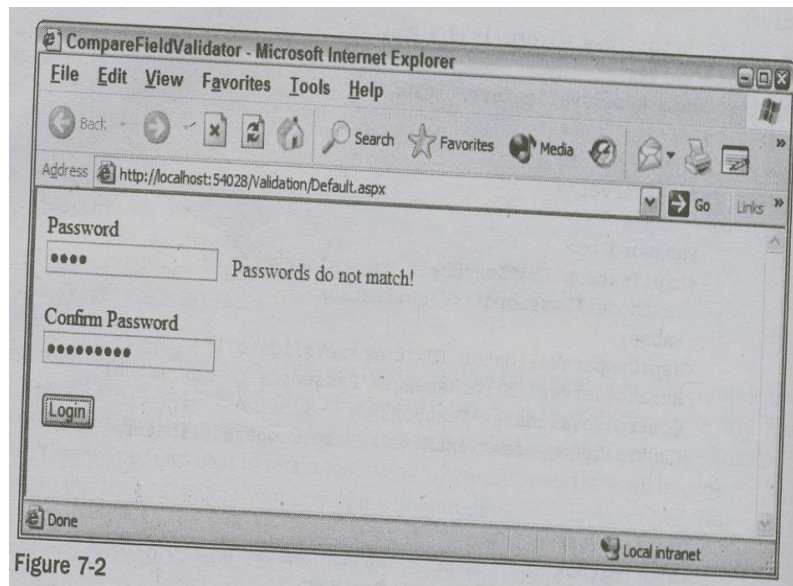 CompareFieldValidator - Microsoft Internet Explorer
File Edit View Favorites Tools Help
Back Search Favorites Media
Address http://localhost:54028/Validation/Default.aspx Go Links
Password
Passwords do not match!
Confirm Password
Login
Done Local intranet
Figure 7-2